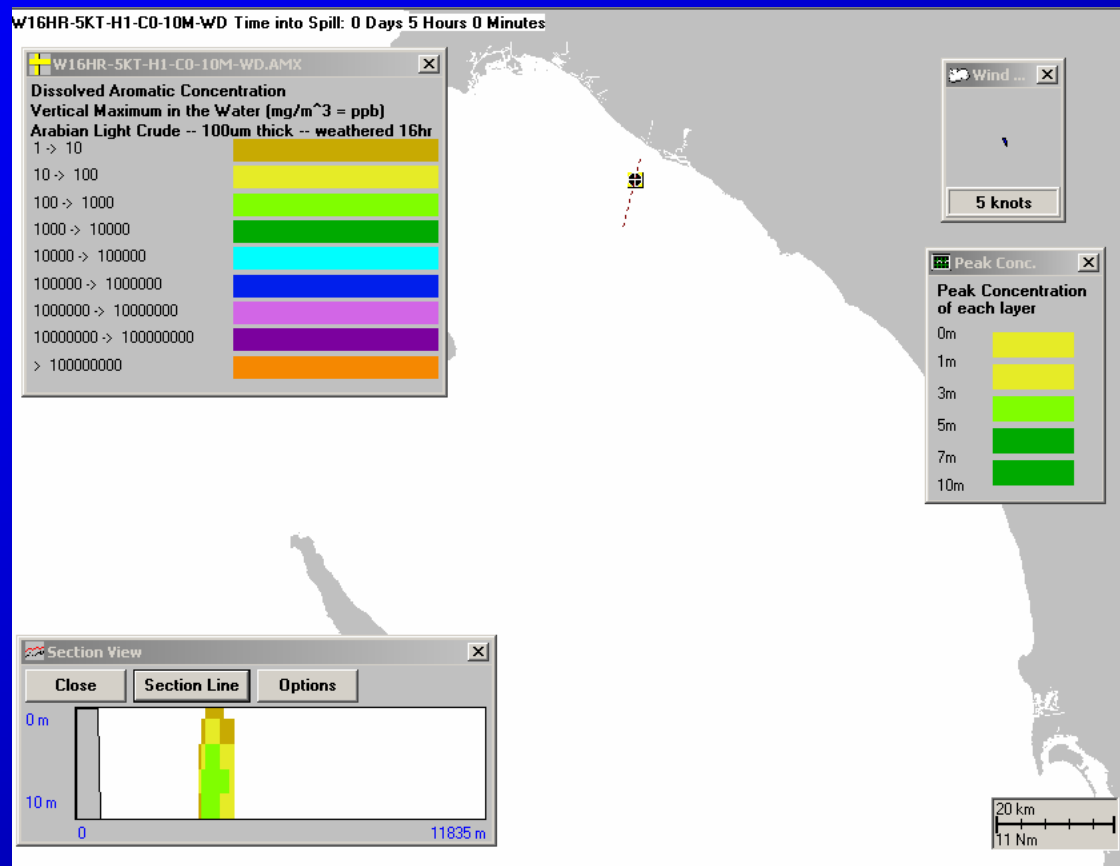 W16HR-5KT-H1-C0-10M-WD Time into Spill: 0 Days 5 Hours 0 Minutes
W16HR-5KT-H1-C0-10M-WD.AMX
Dissolved Aromatic Concentration
Vertical Maximum in the Water (mg/m^3 = ppb)
Arabian Light Crude -- 100um thick -- weathered 16hr
1 -> 10
10 -> 100
100 -> 1000
1000 -> 10000
10000 -> 100000
100000 -> 1000000
1000000 -> 10000000
10000000 -> 100000000
> 100000000
Wind ...
5 knots
Peak Conc.
Peak Concentration
of each layer
0m
1m
3m
5m
7m
10m
Section View
Close Section Line Options
0 m
10 m
0 11835 m
20 km
11 Nm